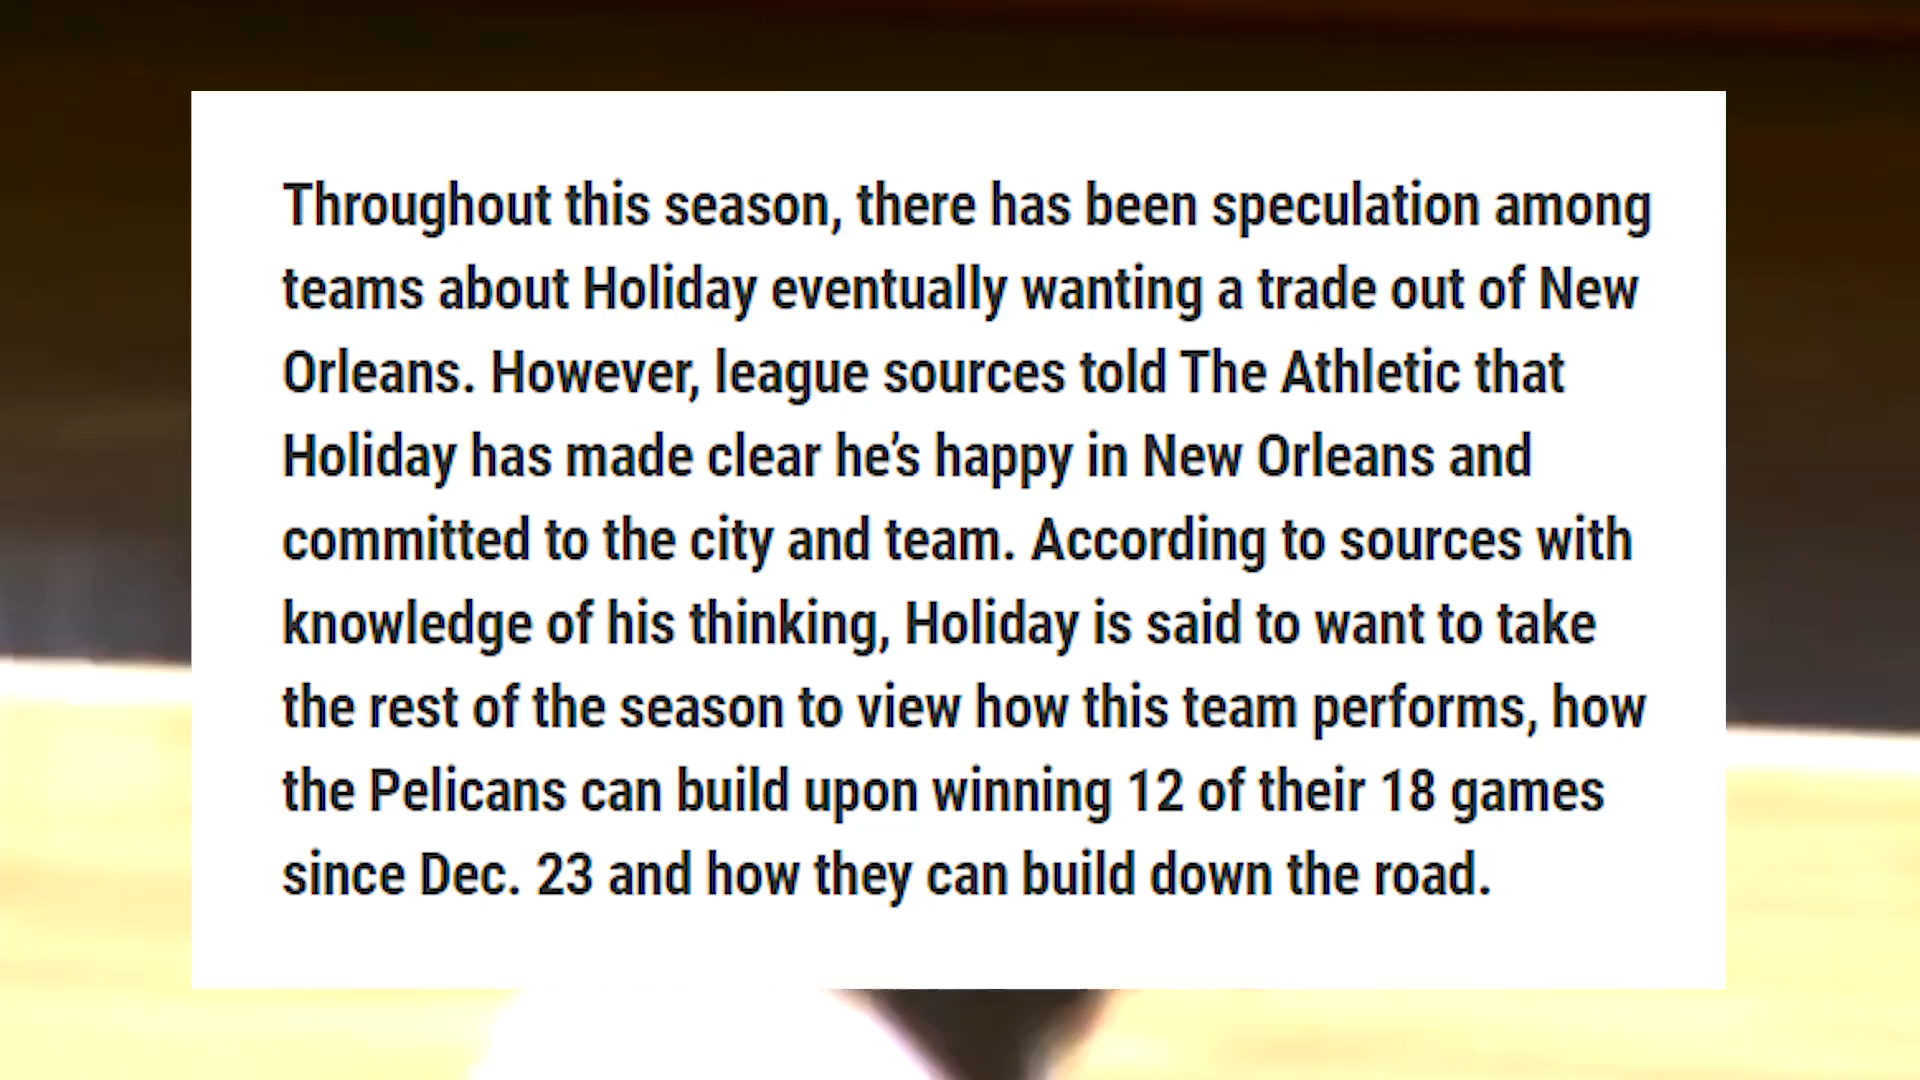 Throughout this season, there has been speculation among
teams about Holiday eventually wanting a trade out of New
Orleans. However, league sources told The Athletic that
Holiday has made clear he’s happy in New Orleans and
committed to the city and team. According to sources with
knowledge of his thinking, Holiday is said to want to take
the rest of the season to view how this team performs, how
the Pelicans can build upon winning 12 of their 18 games
since Dec. 23 and how they can build down the road.